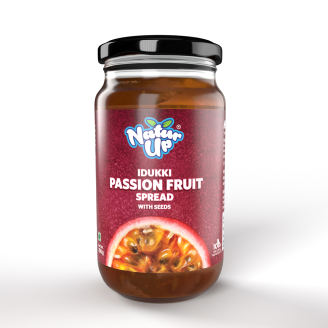 Natur
Up
®
IDUKKI
PASSION FRUIT
SPREAD
WITH SEEDS